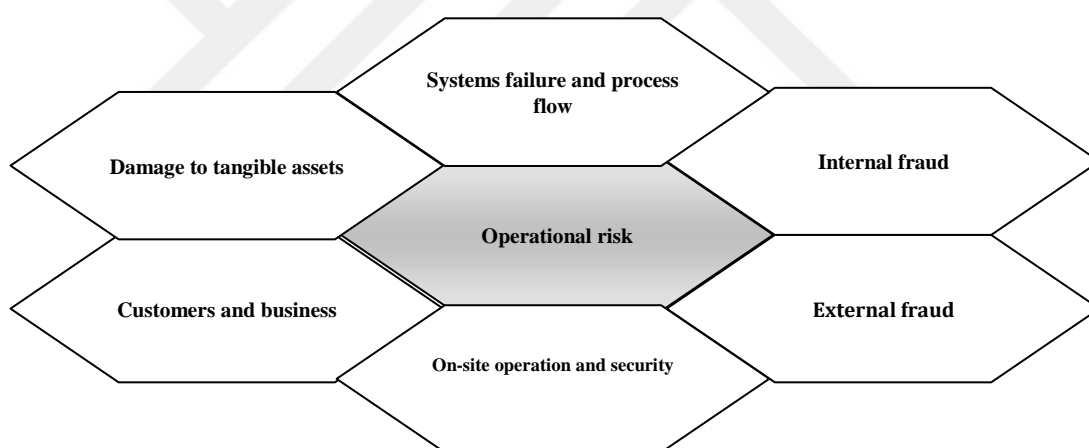 Systems failure and process
flow
Damage to tangible assets
Internal fraud
Operational risk
Customers and business
External fraud
On-site operation and security